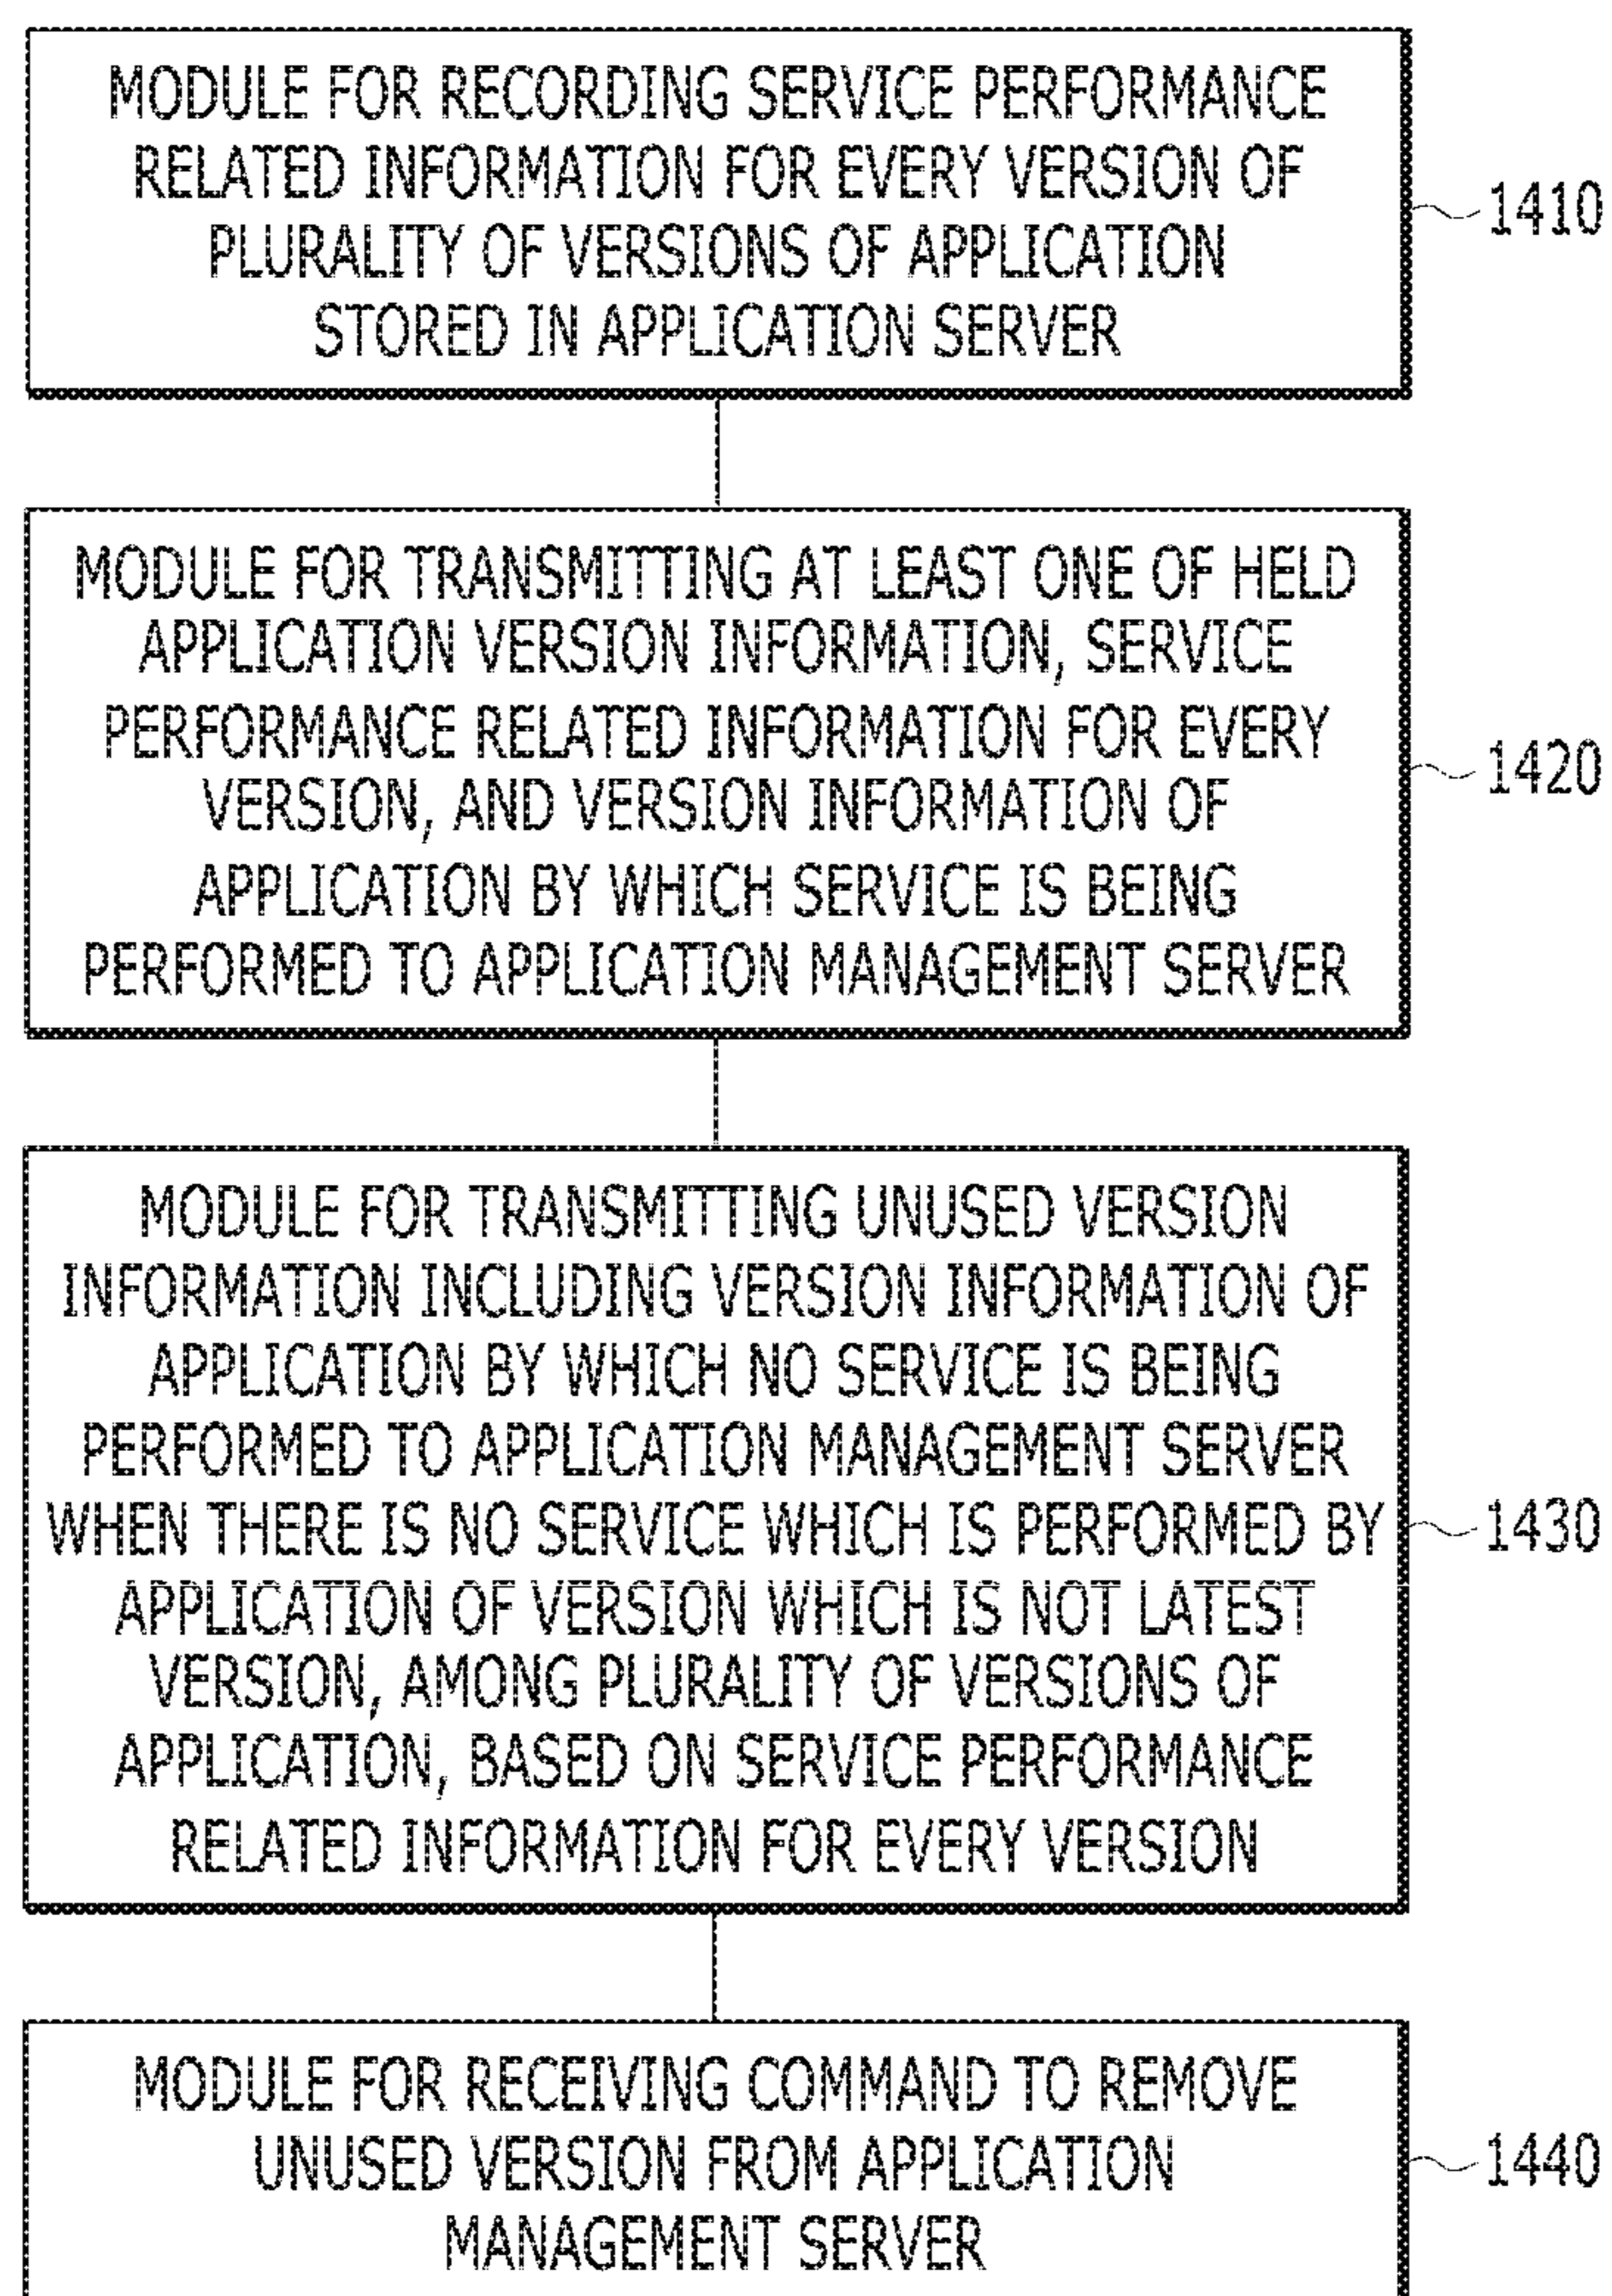 MODULE FOR RECORDING SERVICE PERFORMANCE
RELATED INFORMATION FOR EVERY VERSION OF
PLURALITY OF VERSIONS OF APPLICATION
STORED IN APPLICATION SERVER
1410
MODULE FOR TRANSMITTING AT LEAST ONE OF HELD
APPLICATION VERSION INFORMATION, SERVICE
PERFORMANCE RELATED INFORMATION FOR EVERY
VERSION, AND VERSION INFORMATION OF
APPLICATION BY WHICH SERVICE IS BEING
PERFORMED TO APPLICATION MANAGEMENT SERVER
1420
MODULE FOR TRANSMITTING UNUSED VERSION
INFORMATION INCLUDING VERSION INFORMATION OF
APPLICATION BY WHICH NO SERVICE IS BEING
PERFORMED TO APPLICATION MANAGEMENT SERVER
WHEN THERE IS NO SERVICE WHICH IS PERFORMED BY
APPLICATION OF VERSION WHICH IS NOT LATEST
VERSION, AMONG PLURALITY OF VERSIONS OF
APPLICATION, BASED ON SERVICE PERFORMANCE
RELATED INFORMATION FOR EVERY VERSION
1430
MODULE FOR RECEIVING COMMAND TO REMOVE
UNUSED VERSION FROM APPLICATION
MANAGEMENT SERVER
1440